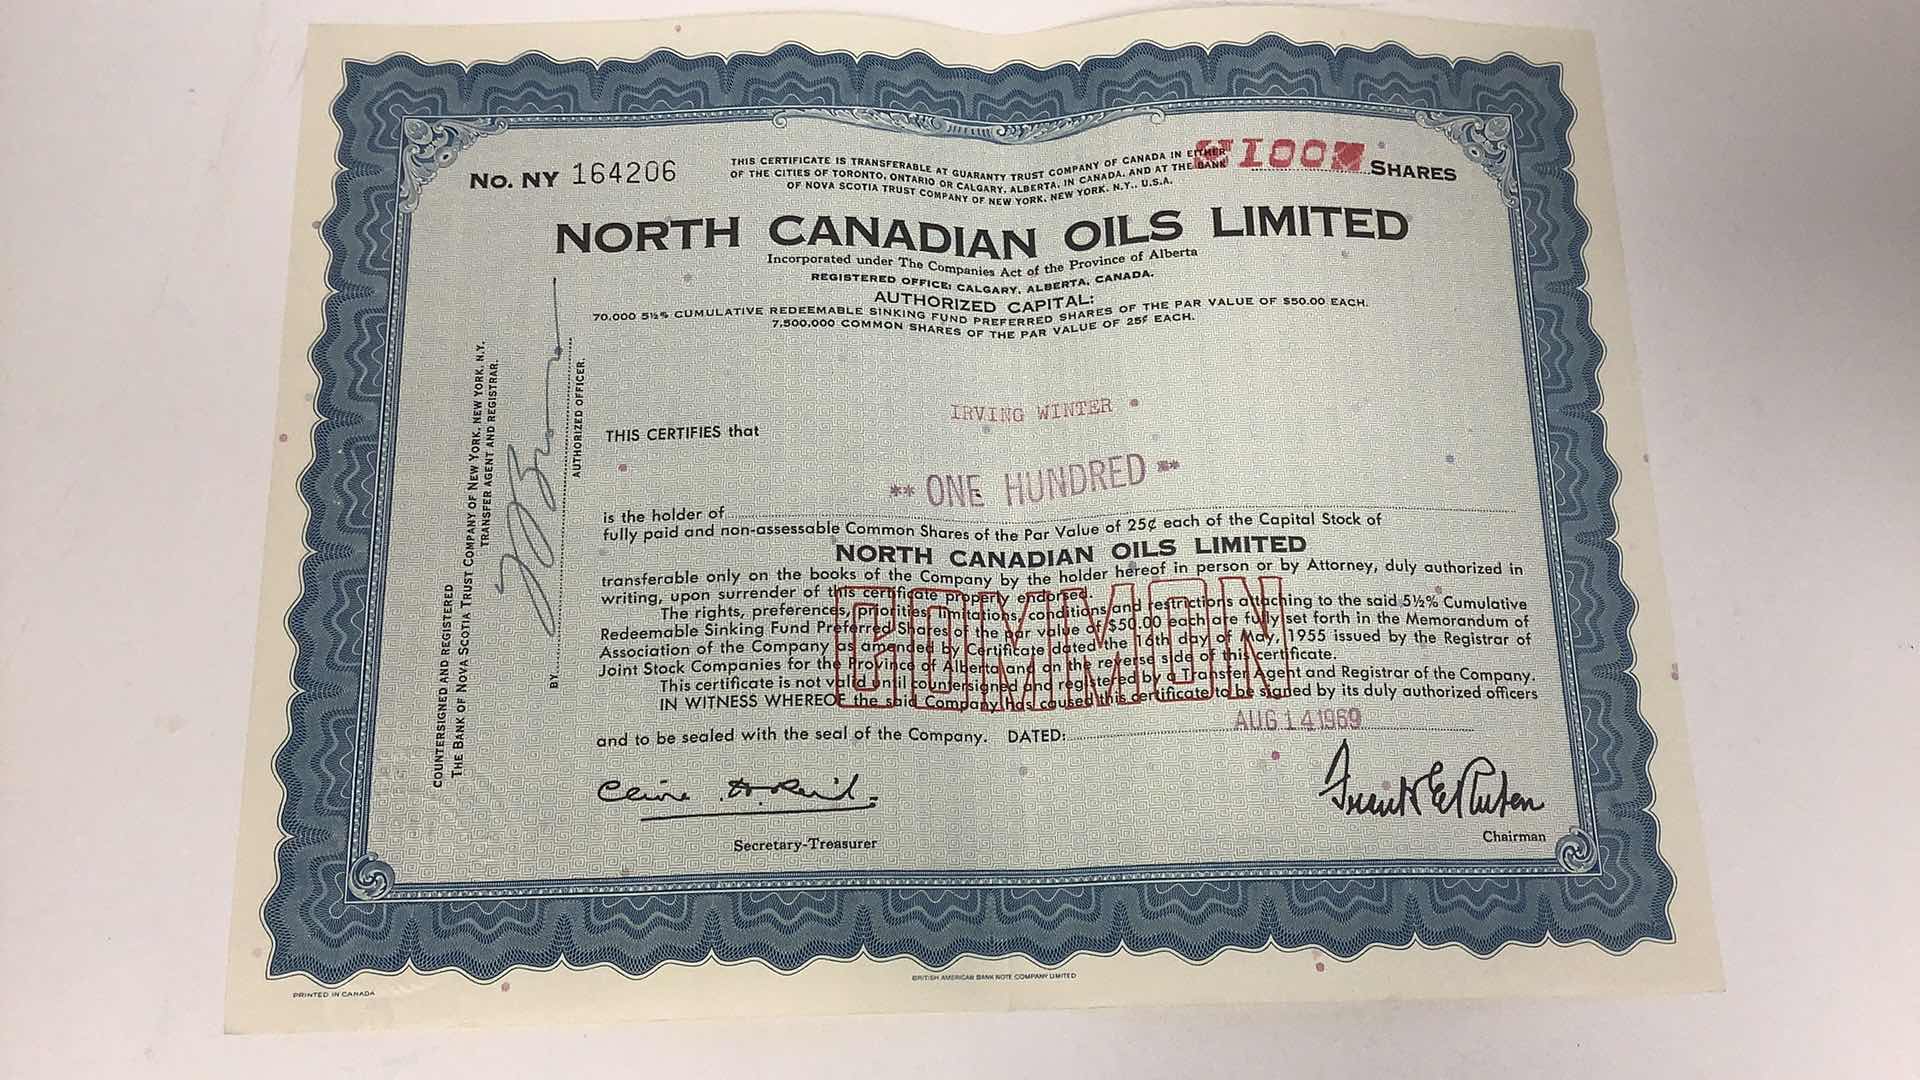 No. NY 164206
THIS CERTIFICATE IS TRANSFERABLE AT GUARANTY TRUST COMPANY OF CANADA IN EITHER
OF THE CITIES OF TORONTO, ONTARIO OR CALGARY, ALBERTA, IN CANADA, AND AT THE BANK
OF NOVA SCOTIA TRUST COMPANY OF NEW YORK, NEW YORK, N.Y., U.S.A.
100 SHARES
NORTH CANADIAN OILS LIMITED
Incorporated under The Companies Act of the Province of Alberta
REGISTERED OFFICE: CALGARY, ALBERTA, CANADA.
AUTHORIZED CAPITAL:
70,000 5½% CUMULATIVE REDEEMABLE SINKING FUND PREFERRED SHARES OF THE PAR VALUE OF $50.00 EACH.
7,500,000 COMMON SHARES OF THE PAR VALUE OF 25¢ EACH.
IRVING WINTER
THIS CERTIFIES that
** ONE HUNDRED **
is the holder of
fully paid and non-assessable Common Shares of the Par Value of 25¢ each of the Capital Stock of
NORTH CANADIAN OILS LIMITED
transferable only on the books of the Company by the holder hereof in person or by Attorney, duly authorized in
writing, upon surrender of this certificate properly endorsed.
The rights, preferences, priorities, limitations, conditions and restrictions attaching to the said 5½% Cumulative
Redeemable Sinking Fund Preferred Shares of the par value of $50.00 each are fully set forth in the Memorandum of
Association of the Company as amended by Certificate dated the 16th day of May, 1955 issued by the Registrar of
Joint Stock Companies for the Province of Alberta and on the reverse side of this certificate.
This certificate is not valid until countersigned and registered by a Transfer Agent and Registrar of the Company.
IN WITNESS WHEREOF the said Company has caused this certificate to be signed by its duly authorized officers
and to be sealed with the seal of the Company. DATED: AUG 14 1969
COMMON
Secretary-Treasurer
Chairman
COUNTERSIGNED AND REGISTERED
THE BANK OF NOVA SCOTIA TRUST COMPANY OF NEW YORK, NEW YORK, N.Y.
TRANSFER AGENT AND REGISTRAR.
BY
AUTHORIZED OFFICER.
BRITISH AMERICAN BANK NOTE COMPANY LIMITED
PRINTED IN CANADA